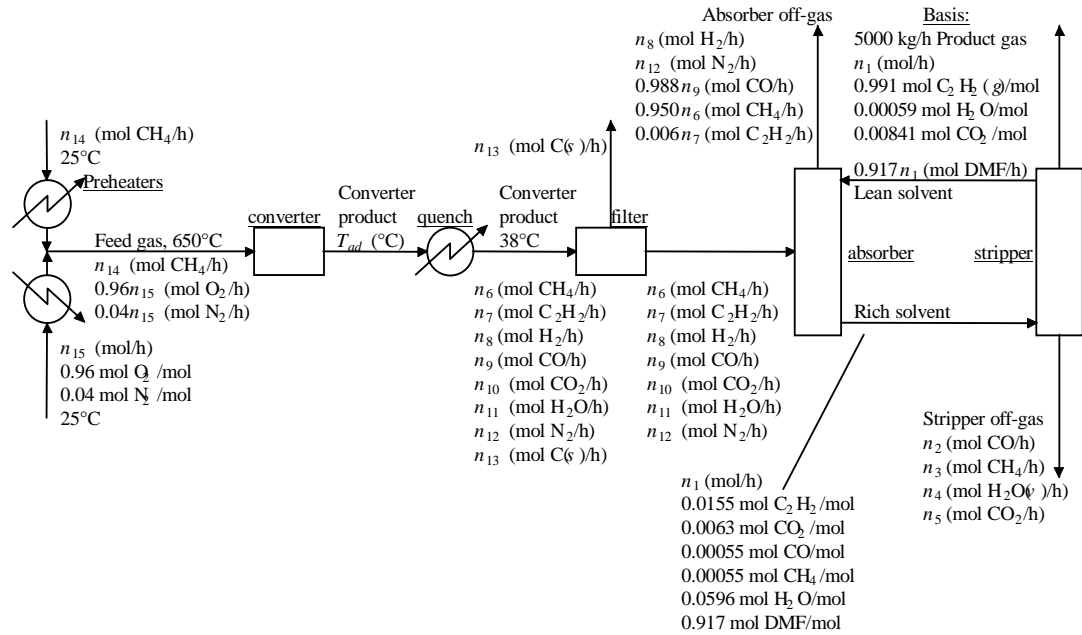 Absorber off-gas
n8 (mol H2/h)
n12 (mol N2/h)
0.988n9 (mol CO/h)
0.950n6 (mol CH4/h)
0.006n7 (mol C2H2/h)
Basis:
5000 kg/h Product gas
n1 (mol/h)
0.991 mol C2H2 (g)/mol
0.00059 mol H2O/mol
0.00841 mol CO2/mol
n14 (mol CH4/h)
25°C
Preheaters
n13 (mol C(s)/h)
0.917n1 (mol DMF/h)
Lean solvent
converter
Converter
product
Tad (°C)
quench
Converter
product
38°C
filter
Feed gas, 650°C
n14 (mol CH4/h)
0.96n15 (mol O2/h)
0.04n15 (mol N2/h)
absorber
stripper
n15 (mol/h)
0.96 mol O2/mol
0.04 mol N2/mol
25°C
n6 (mol CH4/h)
n7 (mol C2H2/h)
n8 (mol H2/h)
n9 (mol CO/h)
n10 (mol CO2/h)
n11 (mol H2O/h)
n12 (mol N2/h)
n13 (mol C(s)/h)
n6 (mol CH4/h)
n7 (mol C2H2/h)
n8 (mol H2/h)
n9 (mol CO/h)
n10 (mol CO2/h)
n11 (mol H2O/h)
n12 (mol N2/h)
Rich solvent
n1 (mol/h)
0.0155 mol C2H2/mol
0.0063 mol CO2/mol
0.00055 mol CO/mol
0.00055 mol CH4/mol
0.0596 mol H2O/mol
0.917 mol DMF/mol
Stripper off-gas
n2 (mol CO/h)
n3 (mol CH4/h)
n4 (mol H2O(v)/h)
n5 (mol CO2/h)